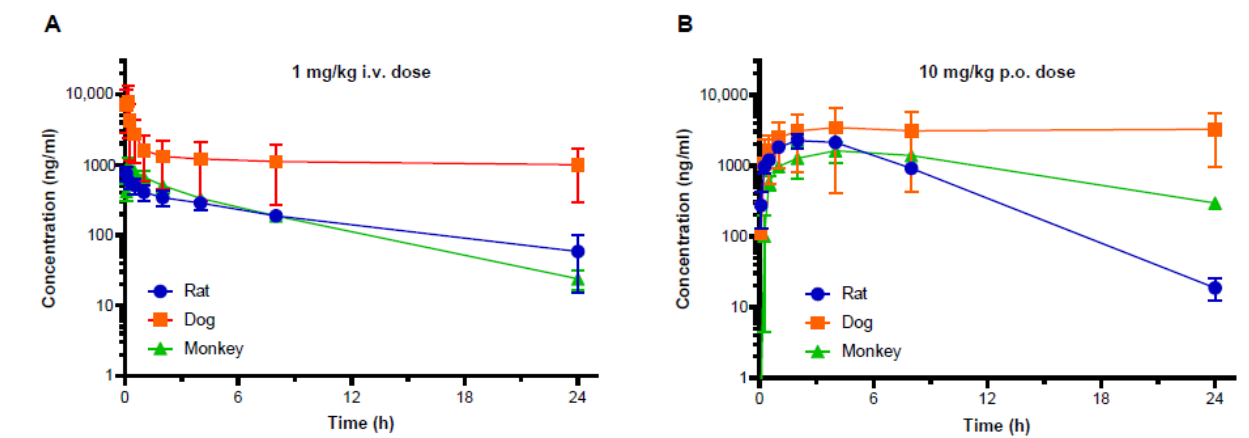 A
1 mg/kg i.v. dose
Concentration (ng/ml)
10,000
1000
100
10
1
Rat
Dog
Monkey
0
6
12
18
24
Time (h)
B
10 mg/kg p.o. dose
Concentration (ng/ml)
10,000
1000
100
10
1
Rat
Dog
Monkey
0
6
12
18
24
Time (h)